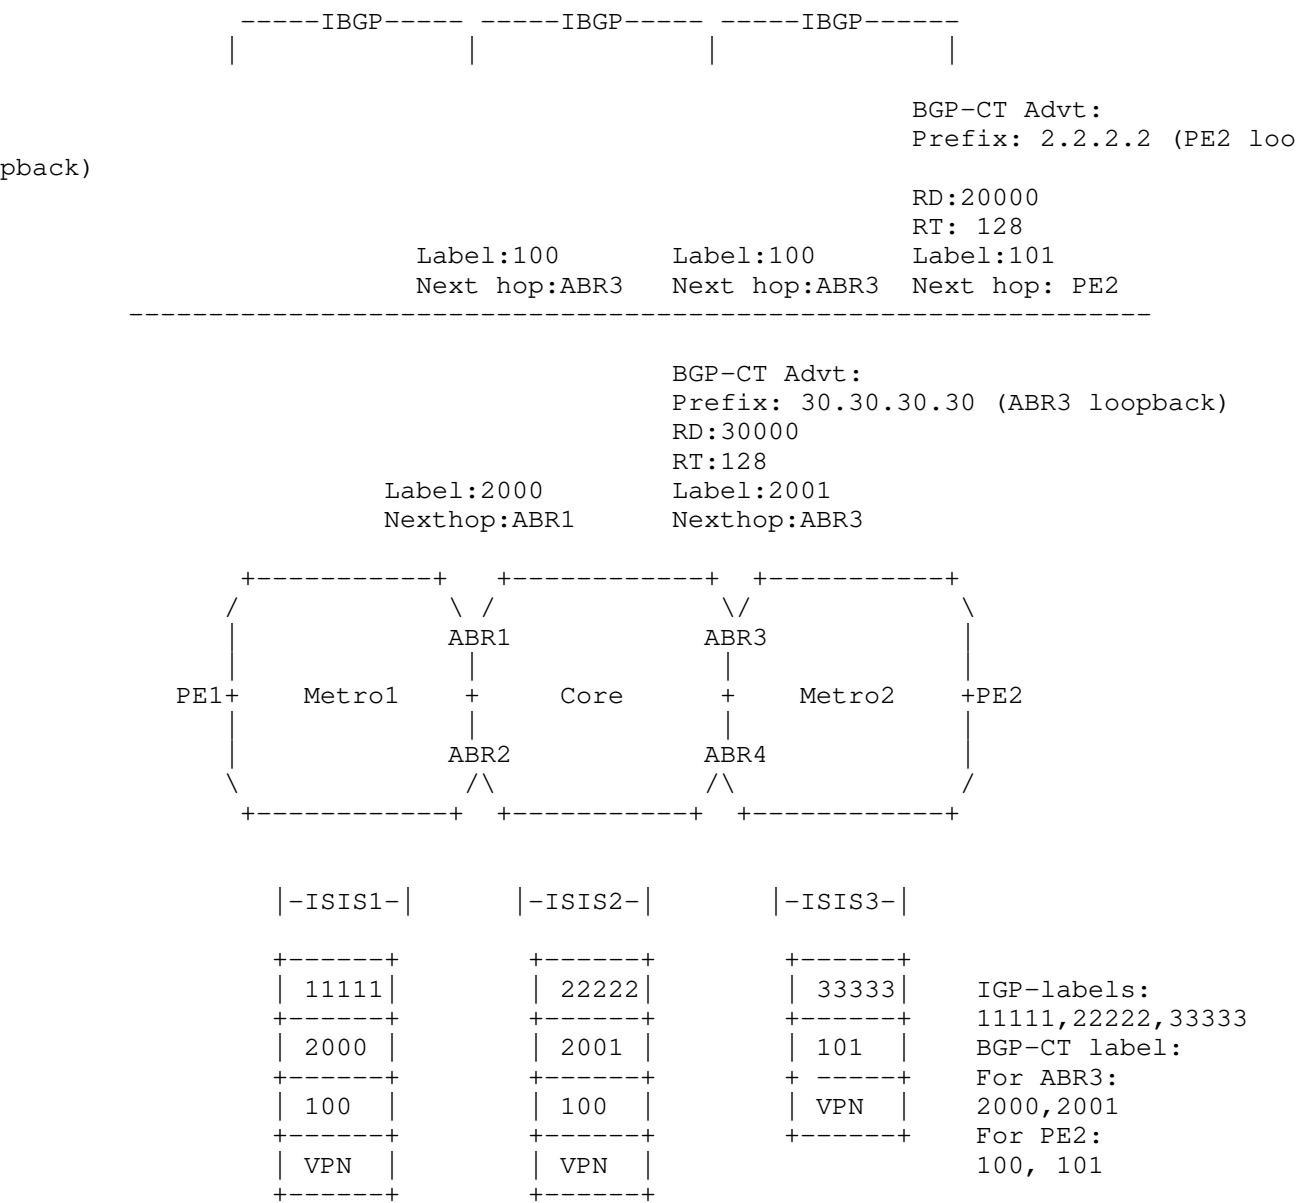 -----IBGP----- -----IBGP----- -----IBGP------
| | | |
BGP-CT Advt:
Prefix: 2.2.2.2 (PE2 loo
pback)
RD:20000
RT: 128
Label:100 Label:100 Label:101
Next hop:ABR3 Next hop:ABR3 Next hop: PE2
----------------------------------------------------------------
BGP-CT Advt:
Prefix: 30.30.30.30 (ABR3 loopback)
RD:30000
RT:128
Label:2000 Label:2001
Nexthop:ABR1 Nexthop:ABR3
+-----------+ +------------+ +-----------+
/ \ / \/ \
| ABR1 ABR3 |
| | | |
PE1+ Metro1 + Core + Metro2 +PE2
| | | |
| ABR2 ABR4 |
\ /\ /\ /
+------------+ +-----------+ +------------+
|-ISIS1-| |-ISIS2-| |-ISIS3-|
+------+ +------+ +------+
| 11111| | 22222| | 33333| IGP-labels:
+------+ +------+ +------+ 11111,22222,33333
| 2000 | | 2001 | | 101 | BGP-CT label:
+------+ +------+ + -----+ For ABR3:
| 100 | | 100 | | VPN | 2000,2001
+------+ +------+ +------+ For PE2:
| VPN | | VPN | 100, 101
+------+ +------+